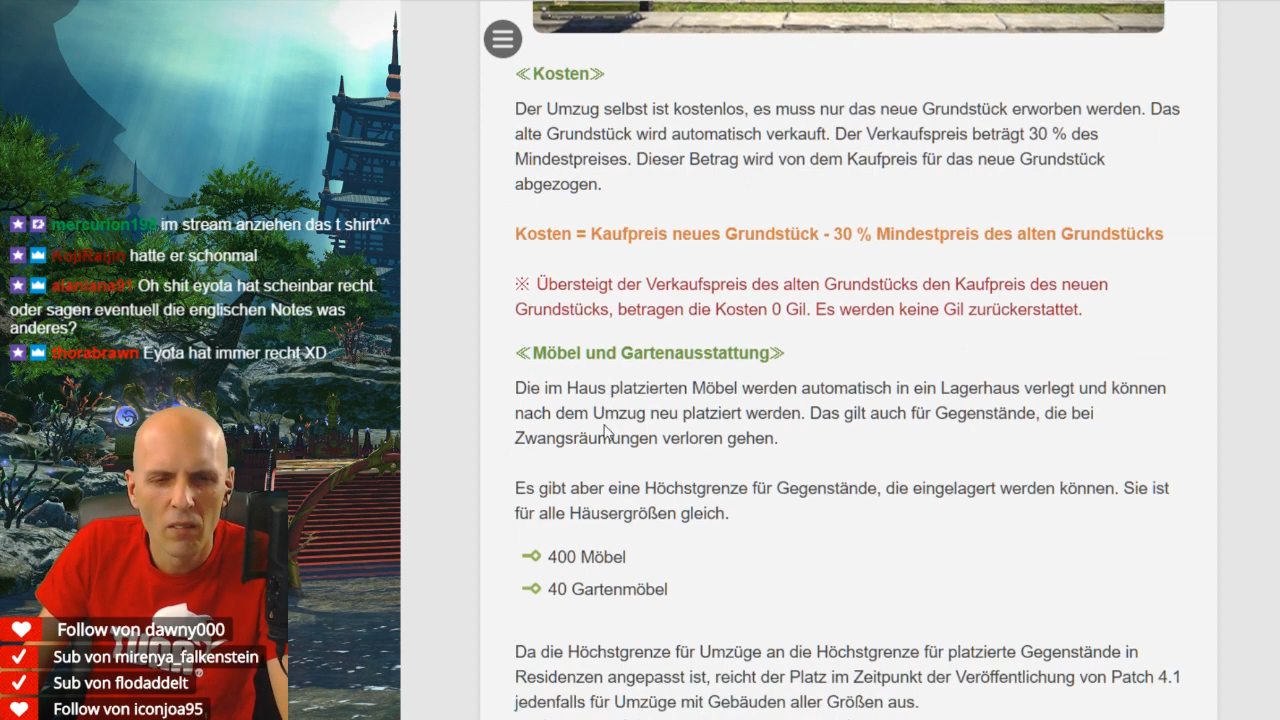 mercurion198 im stream anziehen das t shirt^^
KojiRaijin hatte er schonmal
Oh shit eyota hat scheinbar rect
oder sagen eventuell die englischen Notes was
anderes?
thorabrawn Eyota hat immer recht XD
Follow von dawny000
Sub von mirenya_falkenstein
Sub von flodaddelt
Follow von iconjoa95
≪Kosten≫
Der Umzug selbst ist kostenlos, es muss nur das neue Grundstück erworben werden. Das
alte Grundstück wird automatisch verkauft. Der Verkaufspreis beträgt 30 % des
Mindestpreises. Dieser Betrag wird von dem Kaufpreis für das neue Grundstück
abgezogen.
Kosten = Kaufpreis neues Grundstück - 30 % Mindestpreis des alten Grundstücks
※ Übersteigt der Verkaufspreis des alten Grundstücks den Kaufpreis des neuen
Grundstücks, betragen die Kosten 0 Gil. Es werden keine Gil zurückerstattet.
≪Möbel und Gartenausstattung≫
Die im Haus platzierten Möbel werden automatisch in ein Lagerhaus verlegt und können
nach dem Umzug neu platziert werden. Das gilt auch für Gegenstände, die bei
Zwangsräumungen verloren gehen.
Es gibt aber eine Höchstgrenze für Gegenstände, die eingelagert werden können. Sie ist
für alle Häusergrößen gleich.
400 Möbel
40 Gartenmöbel
Da die Höchstgrenze für Umzüge an die Höchstgrenze für platzierte Gegenstände in
Residenzen angepasst ist, reicht der Platz im Zeitpunkt der Veröffentlichung von Patch 4.1
jedenfalls für Umzüge mit Gebäuden aller Größen aus.